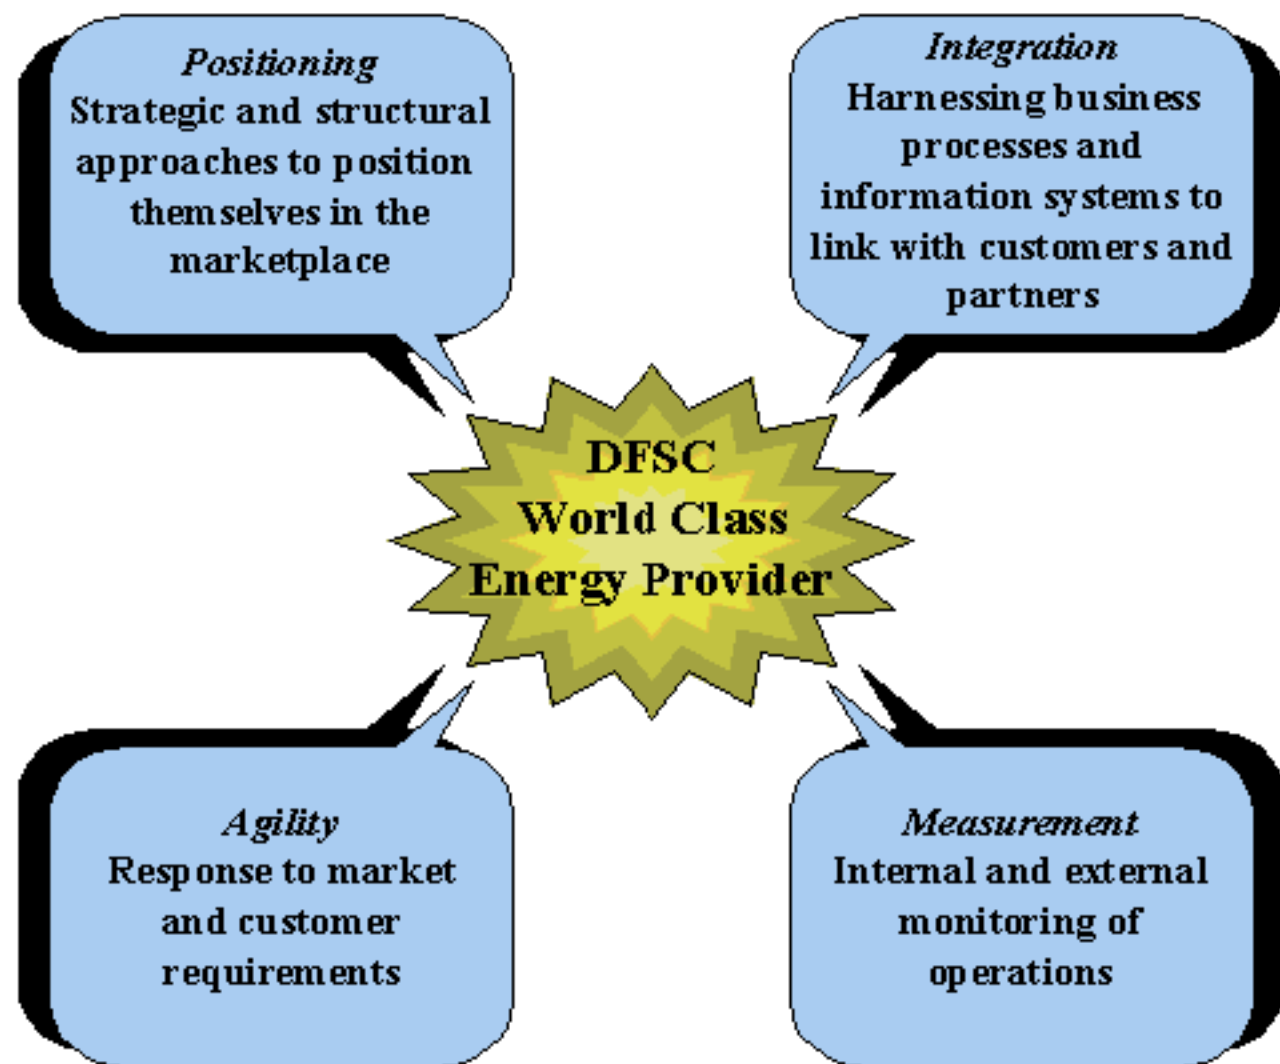 Positioning
Strategic and structural
approaches to position
themselves in the
marketplace
Integration
Harnessing business
processes and
information systems to
link with customers and
partners
DFSC
World Class
Energy Provider
Agility
Response to market
and customer
requirements
Measurement
Internal and external
monitoring of
operations